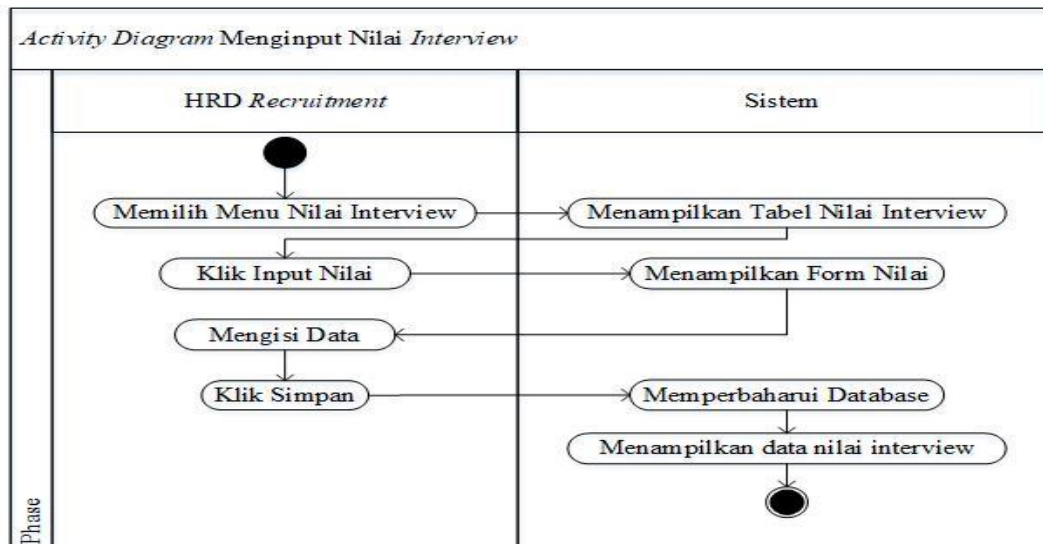 Activity Diagram Menginput Nilai Interview
HRD Recruitment
Sistem
Memilih Menu Nilai Interview
Menampilkan Tabel Nilai Interview
Klik Input Nilai
Menampilkan Form Nilai
Mengisi Data
Klik Simpan
Memperbaharui Database
Menampilkan data nilai interview
Phase